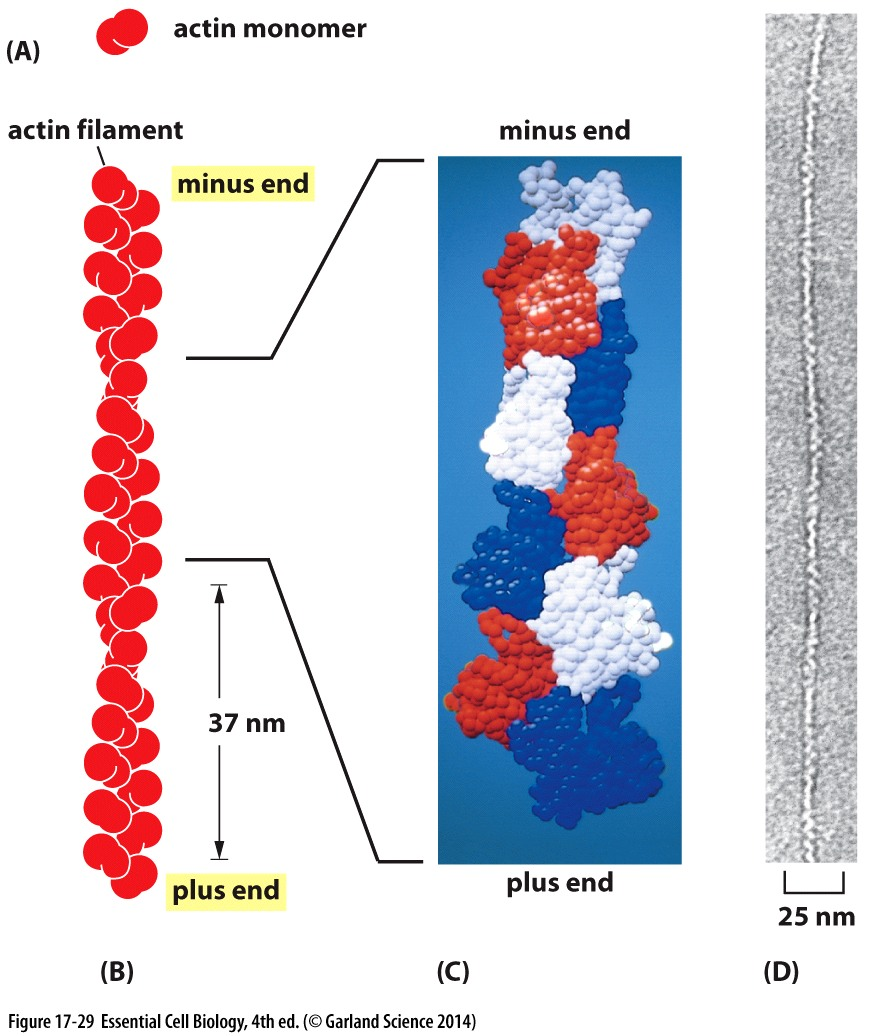 (A)
actin monomer
actin filament
minus end
37 nm
plus end
(B)
minus end
plus end
(C)
25 nm
(D)
Figure 17-29 Essential Cell Biology, 4th ed. (© Garland Science 2014)